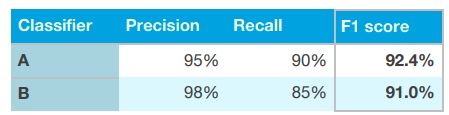 Classifier Precision Recall F1 score
A 95% 90% 92.4%
B 98% 85% 91.0%